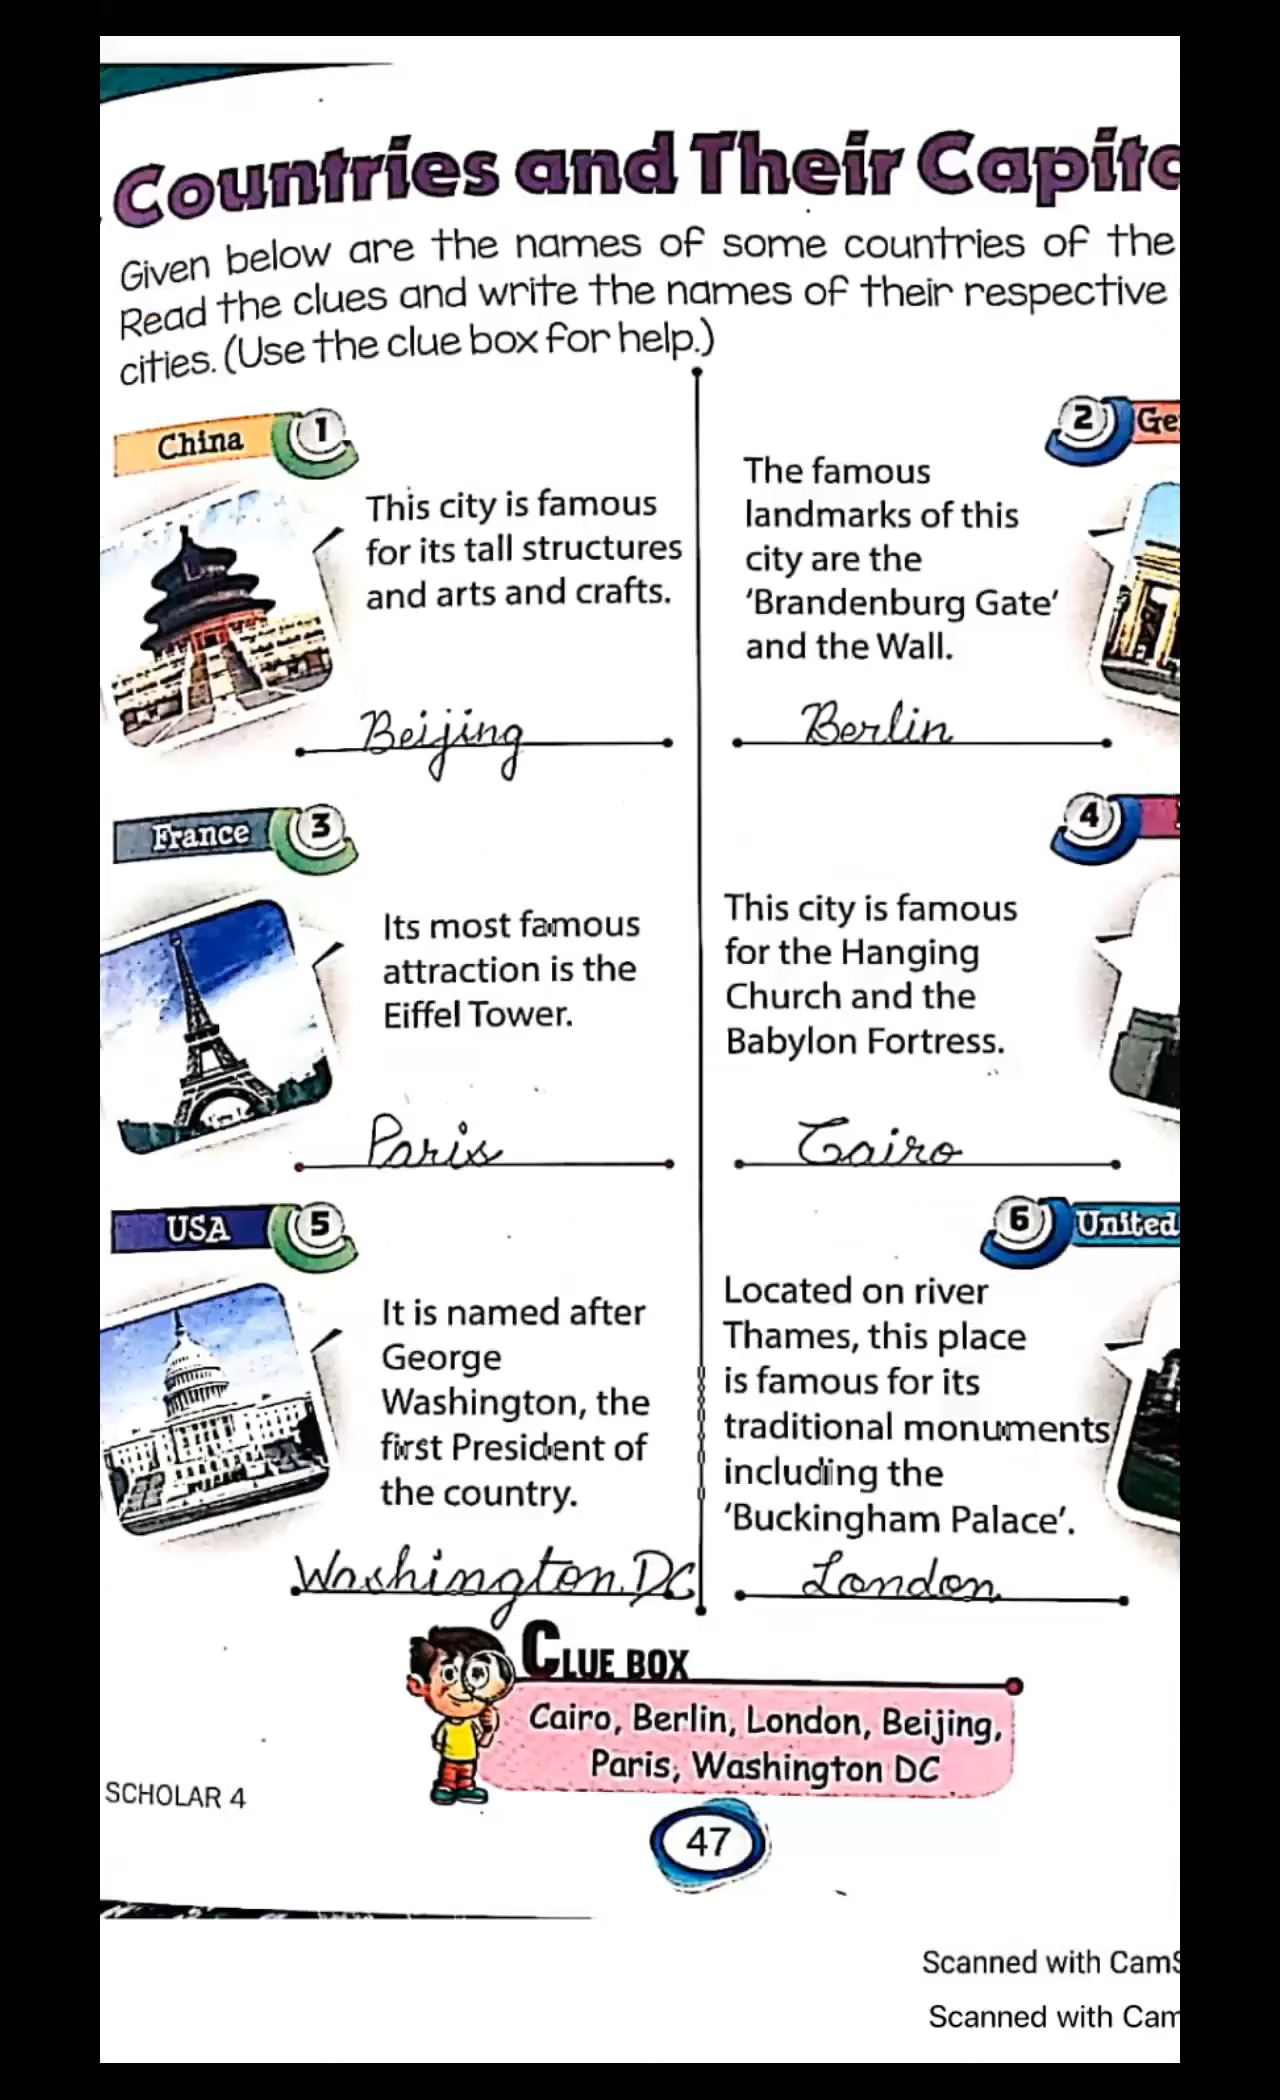 Countries and Their Capita
Given below are the names of some countries of the
Read the clues and write the names of their respective
cities. (Use the clue box for help.)
China 1
This city is famous
for its tall structures
and arts and crafts.
Beijing
2 Ge
The famous
landmarks of this
city are the
'Brandenburg Gate'
and the Wall.
Berlin
France 3
Its most famous
attraction is the
Eiffel Tower.
Paris
4
This city is famous
for the Hanging
Church and the
Babylon Fortress.
Cairo
USA 5
It is named after
George
Washington, the
first President of
the country.
Washington DC
6 United
Located on river
Thames, this place
is famous for its
traditional monuments
including the
'Buckingham Palace'.
London
CLUE BOX
Cairo, Berlin, London, Beijing,
Paris, Washington DC
SCHOLAR 4
47
Scanned with CamS
Scanned with Cam